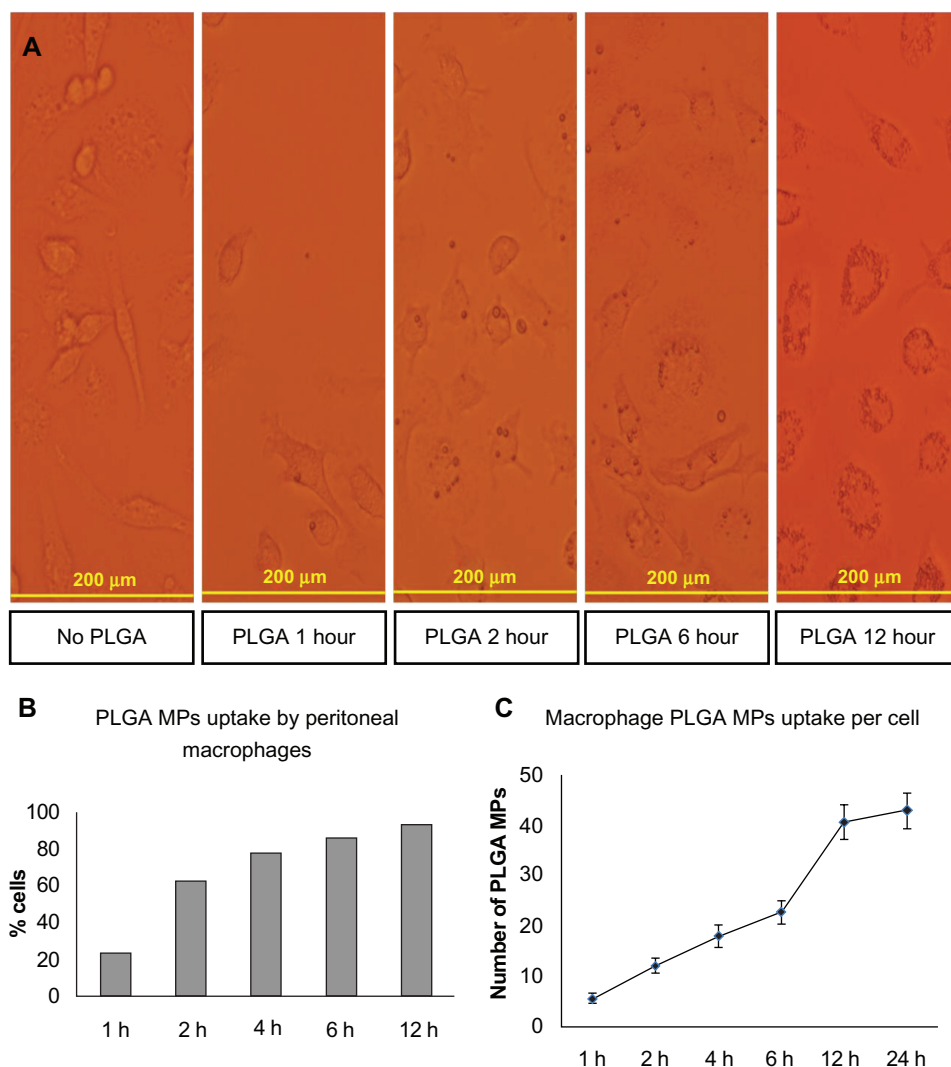 A
200 µm
200 µm
200 µm
200 µm
200 µm
No PLGA
PLGA 1 hour
PLGA 2 hour
PLGA 6 hour
PLGA 12 hour
B
PLGA MPs uptake by peritoneal
macrophages
% cells
100
80
60
40
20
0
1 h
2 h
4 h
6 h
12 h
C
Macrophage PLGA MPs uptake per cell
Number of PLGA MPs
50
40
30
20
10
0
1 h
2 h
4 h
6 h
12 h
24 h